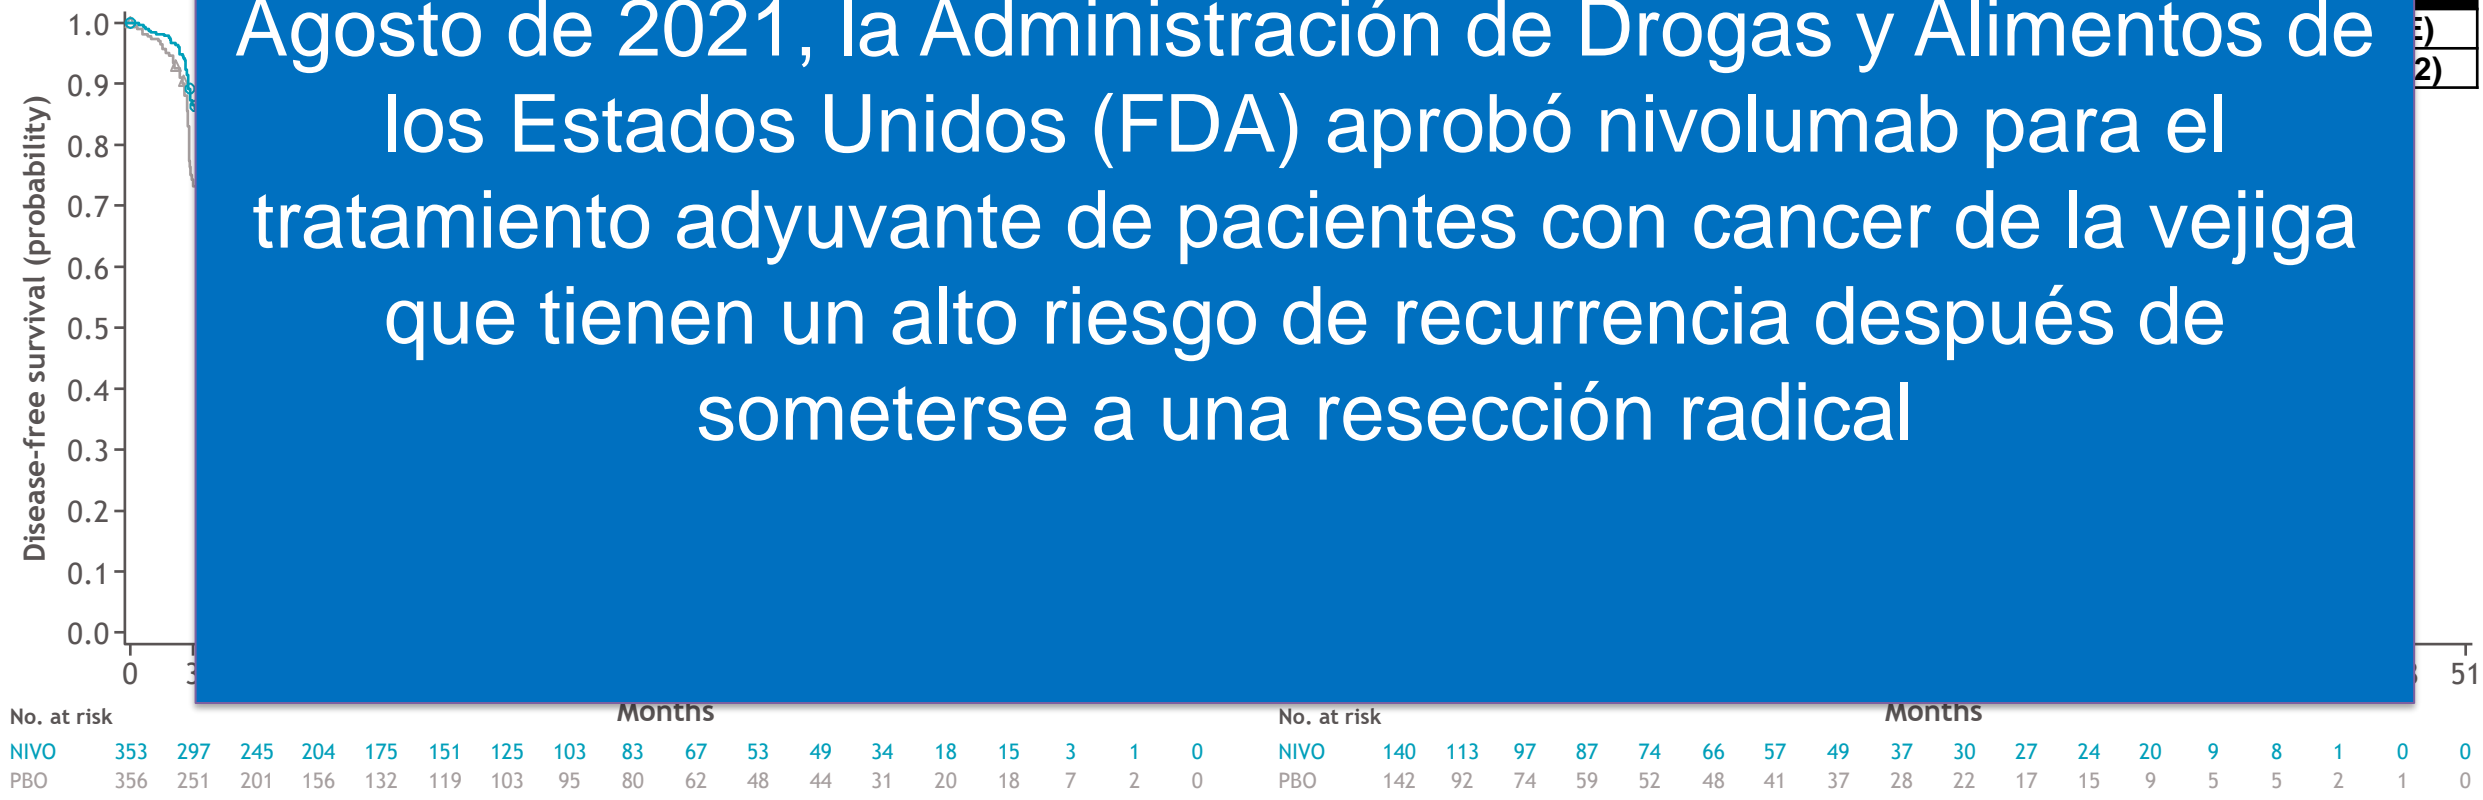 Agosto de 2021, la Administración de Drogas y Alimentos de
los Estados Unidos (FDA) aprobó nivolumab para el
tratamiento adyuvante de pacientes con cancer de la vejiga
que tienen un alto riesgo de recurrencia después de
someterse a una resección radical
2)
Disease-free survival (probability)
1.0
0.9
0.8
0.7
0.6
0.5
0.4
0.3
0.2
0.1
0.0
0
51
Months
No. at risk
NIVO 353 297 245 204 175 151 125 103 83 67 53 49 34 18 15 3 1 0
PBO 356 251 201 156 132 119 103 95 80 62 48 44 31 20 18 7 2 0
Months
No. at risk
NIVO 140 113 97 87 74 66 57 49 37 30 27 24 20 9 8 1 0 0
PBO 142 92 74 59 52 48 41 37 28 22 17 15 9 5 5 2 1 0